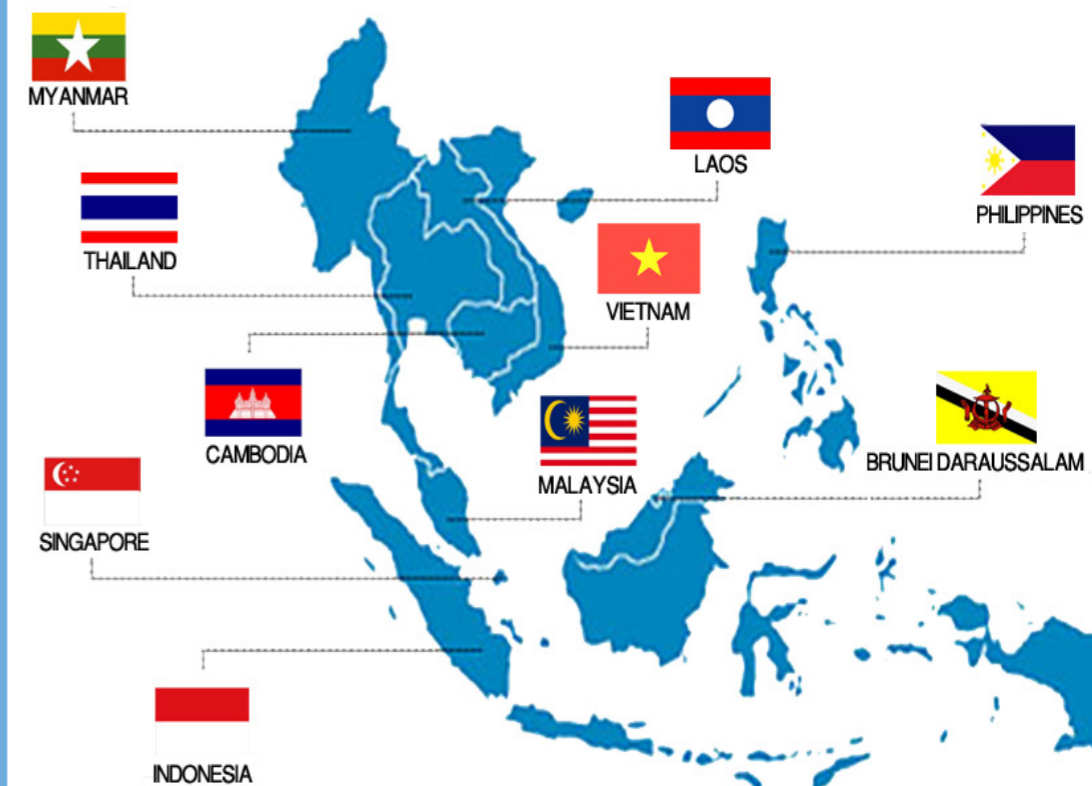 MYANMAR
LAOS
PHILIPPINES
THAILAND
VIETNAM
CAMBODIA
BRUNEI DARAUSSALAM
MALAYSIA
SINGAPORE
INDONESIA